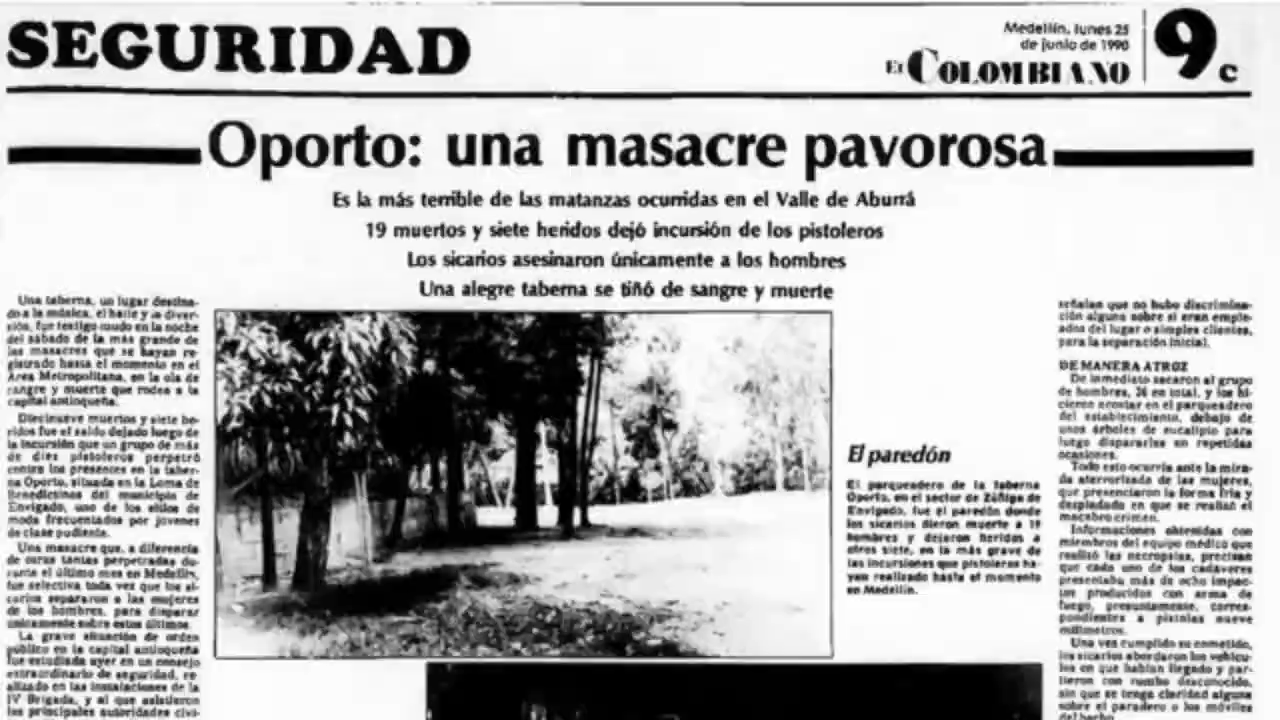 SEGURIDAD
Medellín, lunes 25
de junio de 1990
El COLOMBIANO
9c
Oporto: una masacre pavorosa
Es la más terrible de las matanzas ocurridas en el Valle de Aburrá
19 muertos y siete heridos dejó incursión de los pistoleros
Los sicarios asesinaron únicamente a los hombres
Una alegre taberna se tiñó de sangre y muerte
Una taberna, un lugar destina-
do a la música, el baile y a diver-
sión, fue testigo mudo en la noche
del sábado de la más grande de
las masacres que se hayan re-
gistrado hasta el momento en el
Area Metropolitana, en la ola de
sangre y muerte que rodea a la
capital antioqueña.
Diecinueve muertos y siete he-
ridos fue el saldo dejado luego de
la incursión que un grupo de más
de diez pistoleros perpetró
contra los presentes en la taber-
na Oporto, situada en la Loma de
Benedictinos del municipio de
Envigado, uno de los sitios de
moda frecuentados por jóvenes
de clase pudiente.
Una masacre que, a diferencia
de otras tantas perpetradas du-
rante el último mes en Medellín,
fue selectiva toda vez que los si-
carios separaron a las mujeres
de los hombres, para disparar
únicamente sobre estos últimos.
La grave situación de orden
público en la capital antioqueña
fue estudiada ayer en un consejo
extraordinario de seguridad, re-
alizado en las instalaciones de la
IV Brigada, y al que asistieron
las principales autoridades civi-
El paredón
El parqueadero de la taberna
Oporto, en el sector de Zúñiga de
Envigado, fue el paredón donde
los sicarios dieron muerte a 19
hombres y dejaron heridos a
otros siete, en la más grave de
las incursiones que pistoleros ha-
yan realizado hasta el momento
en Medellín.
señalan que no hubo discrimina-
ción alguna sobre si eran emple-
ados del lugar o simples clientes,
para la separación inicial.
DE MANERA ATROZ
De inmediato sacaron al grupo
de hombres, 26 en total, y los hi-
cieron acostar en el parqueadero
del establecimiento, debajo de
unos árboles de eucalipto para
luego dispararles en repetidas
ocasiones.
Todo esto ocurría ante la mira-
da aterrorizada de las mujeres,
que presenciaron la forma fría y
despiadada en que se realizó el
macabro crimen.
Informaciones obtenidas con
miembros del equipo médico que
realizó las necropsias, precisan
que cada uno de los cadáveres
presentaba más de ocho impac-
tos producidos con arma de
fuego, presuntamente, corres-
pondientes a pistolas nueve
milímetros.
Una vez cumplido su cometido,
los sicarios abordaron los vehícu-
los en que habían llegado y par-
tieron con rumbo desconocido,
sin que se tenga claridad alguna
sobre el paradero o los móviles
del hecho.